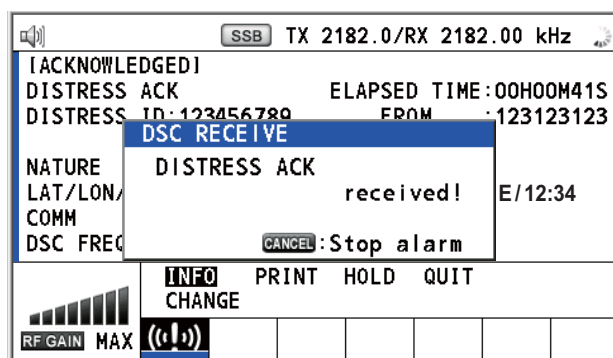 SSB TX 2182.0/RX 2182.00 kHz
[ACKNOWLEDGED]
DISTRESS ACK ELAPSED TIME:00H00M41S
DISTRESS ID:123456789 FROM :123123123
DSC RECEIVE
DISTRESS ACK
received!
CANCEL:Stop alarm
NATURE
LAT/LON/ E/12:34
COMM
DSC
INFO PRINT HOLD QUIT
CHANGE
RF GAIN MAX